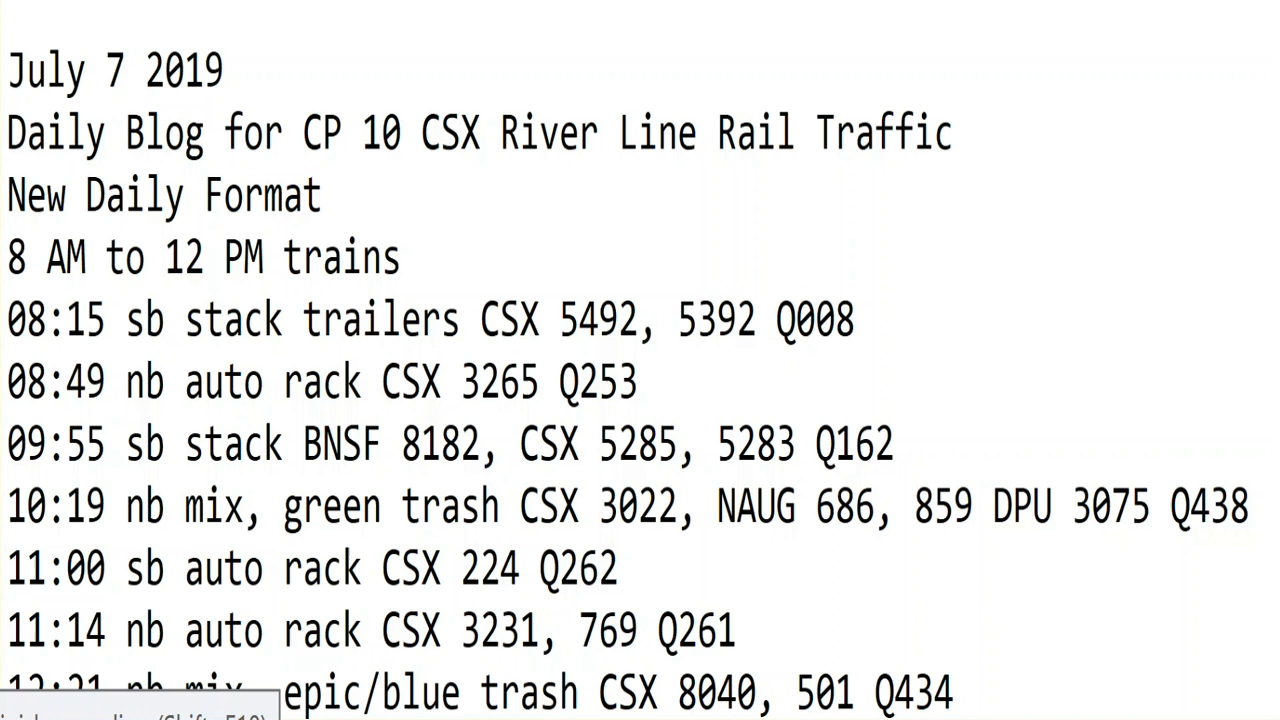 July 7 2019
Daily Blog for CP 10 CSX River Line Rail Traffic
New Daily Format
8 AM to 12 PM trains
08:15 sb stack trailers CSX 5492, 5392 Q008
08:49 nb auto rack CSX 3265 Q253
09:55 sb stack BNSF 8182, CSX 5285, 5283 Q162
10:19 nb mix, green trash CSX 3022, NAUG 686, 859 DPU 3075 Q438
11:00 sb auto rack CSX 224 Q262
11:14 nb auto rack CSX 3231, 769 Q261
12:21 nb mix, epic/blue trash CSX 8040, 501 Q434